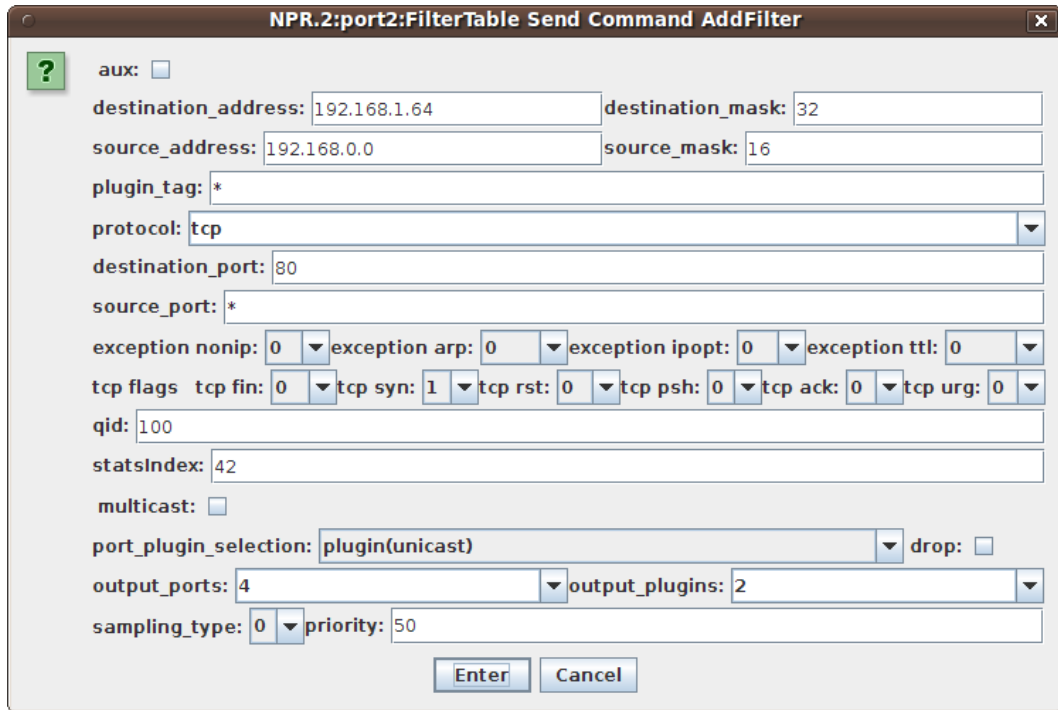 NPR.2:port2:FilterTable Send Command AddFilter
?
aux:
destination_address: 192.168.1.64 destination_mask: 32
source_address: 192.168.0.0 source_mask: 16
plugin_tag: *
protocol: tcp
destination_port: 80
source_port: *
exception nonip: 0 exception arp: 0 exception ipopt: 0 exception ttl: 0
tcp flags tcp fin: 0 tcp syn: 1 tcp rst: 0 tcp psh: 0 tcp ack: 0 tcp urg: 0
qid: 100
statsIndex: 42
multicast:
port_plugin_selection: plugin(unicast) drop:
output_ports: 4 output_plugins: 2
sampling_type: 0 priority: 50
Enter Cancel